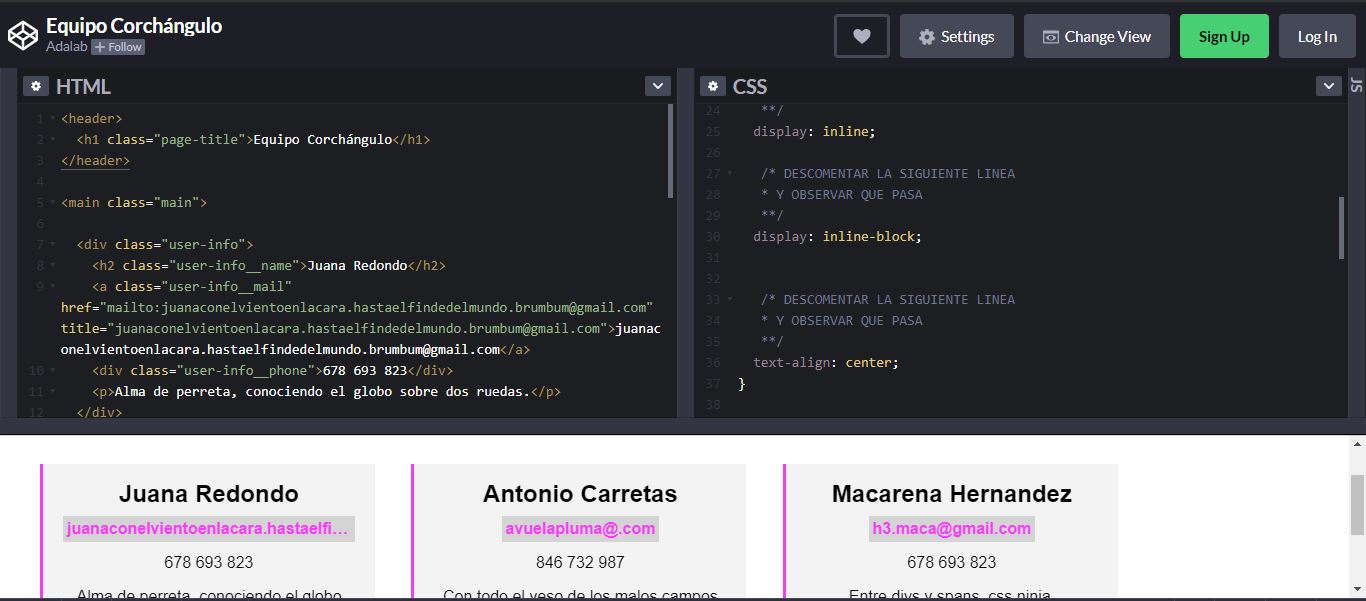 Equipo Corchángulo
Adalab + Follow
Settings
Change View
Sign Up
Log In
HTML
1 <header>
2 <h1 class="page-title">Equipo Corchángulo</h1>
3 </header>
4
5 <main class="main">
6
7 <div class="user-info">
8 <h2 class="user-info__name">Juana Redondo</h2>
9 <a class="user-info__mail"
href="mailto:juanaconelvientoenlacara.hastaelfindedelmundo.brumbum@gmail.com"
title="juanaconelvientoenlacara.hastaelfindedelmundo.brumbum@gmail.com">juanac
onelvientoenlacara.hastaelfindedelmundo.brumbum@gmail.com</a>
10 <div class="user-info__phone">678 693 823</div>
11 <p>Alma de perreta, conociendo el globo sobre dos ruedas.</p>
12 </div>
CSS
24 **/
25 display: inline;
26
27 /* DESCOMENTAR LA SIGUIENTE LINEA
28 * Y OBSERVAR QUE PASA
29 **/
30 display: inline-block;
31
32
33 /* DESCOMENTAR LA SIGUIENTE LINEA
34 * Y OBSERVAR QUE PASA
35 **/
36 text-align: center;
37 }
38
JS
Juana Redondo
juanaconelvientoenlacara.hastaelfi...
678 693 823
Alma de perreta, conociendo el globo
Antonio Carretas
avuelapluma@.com
846 732 987
Con todo el yeso de los malos campos
Macarena Hernandez
h3.maca@gmail.com
678 693 823
Entre divs y spans, css ninja